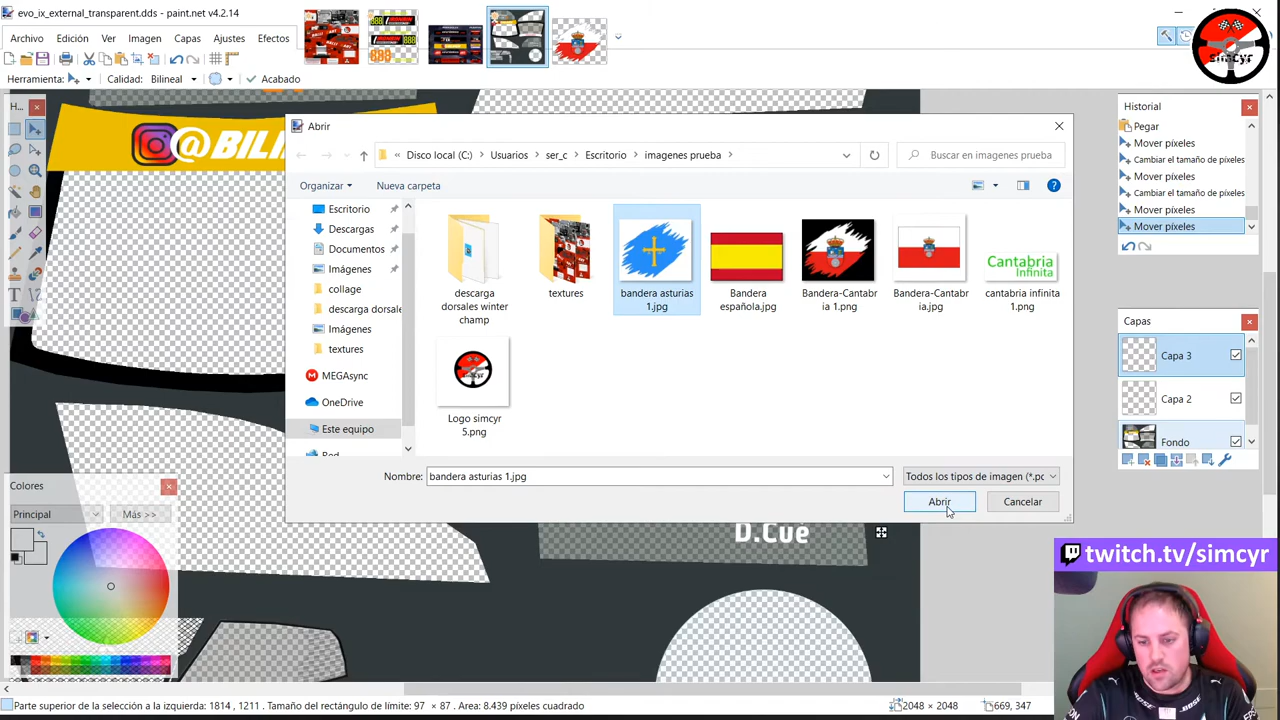 evo_ix_external_transparent.dds - paint.net v4.2.14
Archivo Edición Ver Imagen Capas Ajustes Efectos
Herramienta: Calidad: Bilineal Acabado
simCyr
H...
@BILI
Abrir
Disco local (C:) Usuarios ser_c Escritorio imagenes prueba
Buscar en imagenes prueba
Organizar Nueva carpeta
Escritorio
Descargas
Documentos
Imágenes
collage
descarga dorsale
Imágenes
textures
MEGAsync
OneDrive
Este equipo
Red
descarga dorsales winter champ
textures
bandera asturias 1.jpg
Bandera española.jpg
Bandera-Cantabria 1.png
Bandera-Cantabria.jpg
Cantabria Infinita
cantabria infinita 1.png
Logo simcyr 5.png
Nombre: bandera asturias 1.jpg
Todos los tipos de imagen (*.pc
Abrir Cancelar
D.Cué
Historial
Pegar
Mover píxeles
Cambiar el tamaño de píxeles
Mover píxeles
Cambiar el tamaño de píxeles
Mover píxeles
Mover píxeles
Capas
Capa 3
Capa 2
Fondo
Colores
Principal Más >>
twitch.tv/simcyr
Parte superior de la selección a la izquierda: 1814 , 1211 . Tamaño del rectángulo de límite: 97 × 87 . Area: 8.439 píxeles cuadrado
2048 × 2048
669, 347